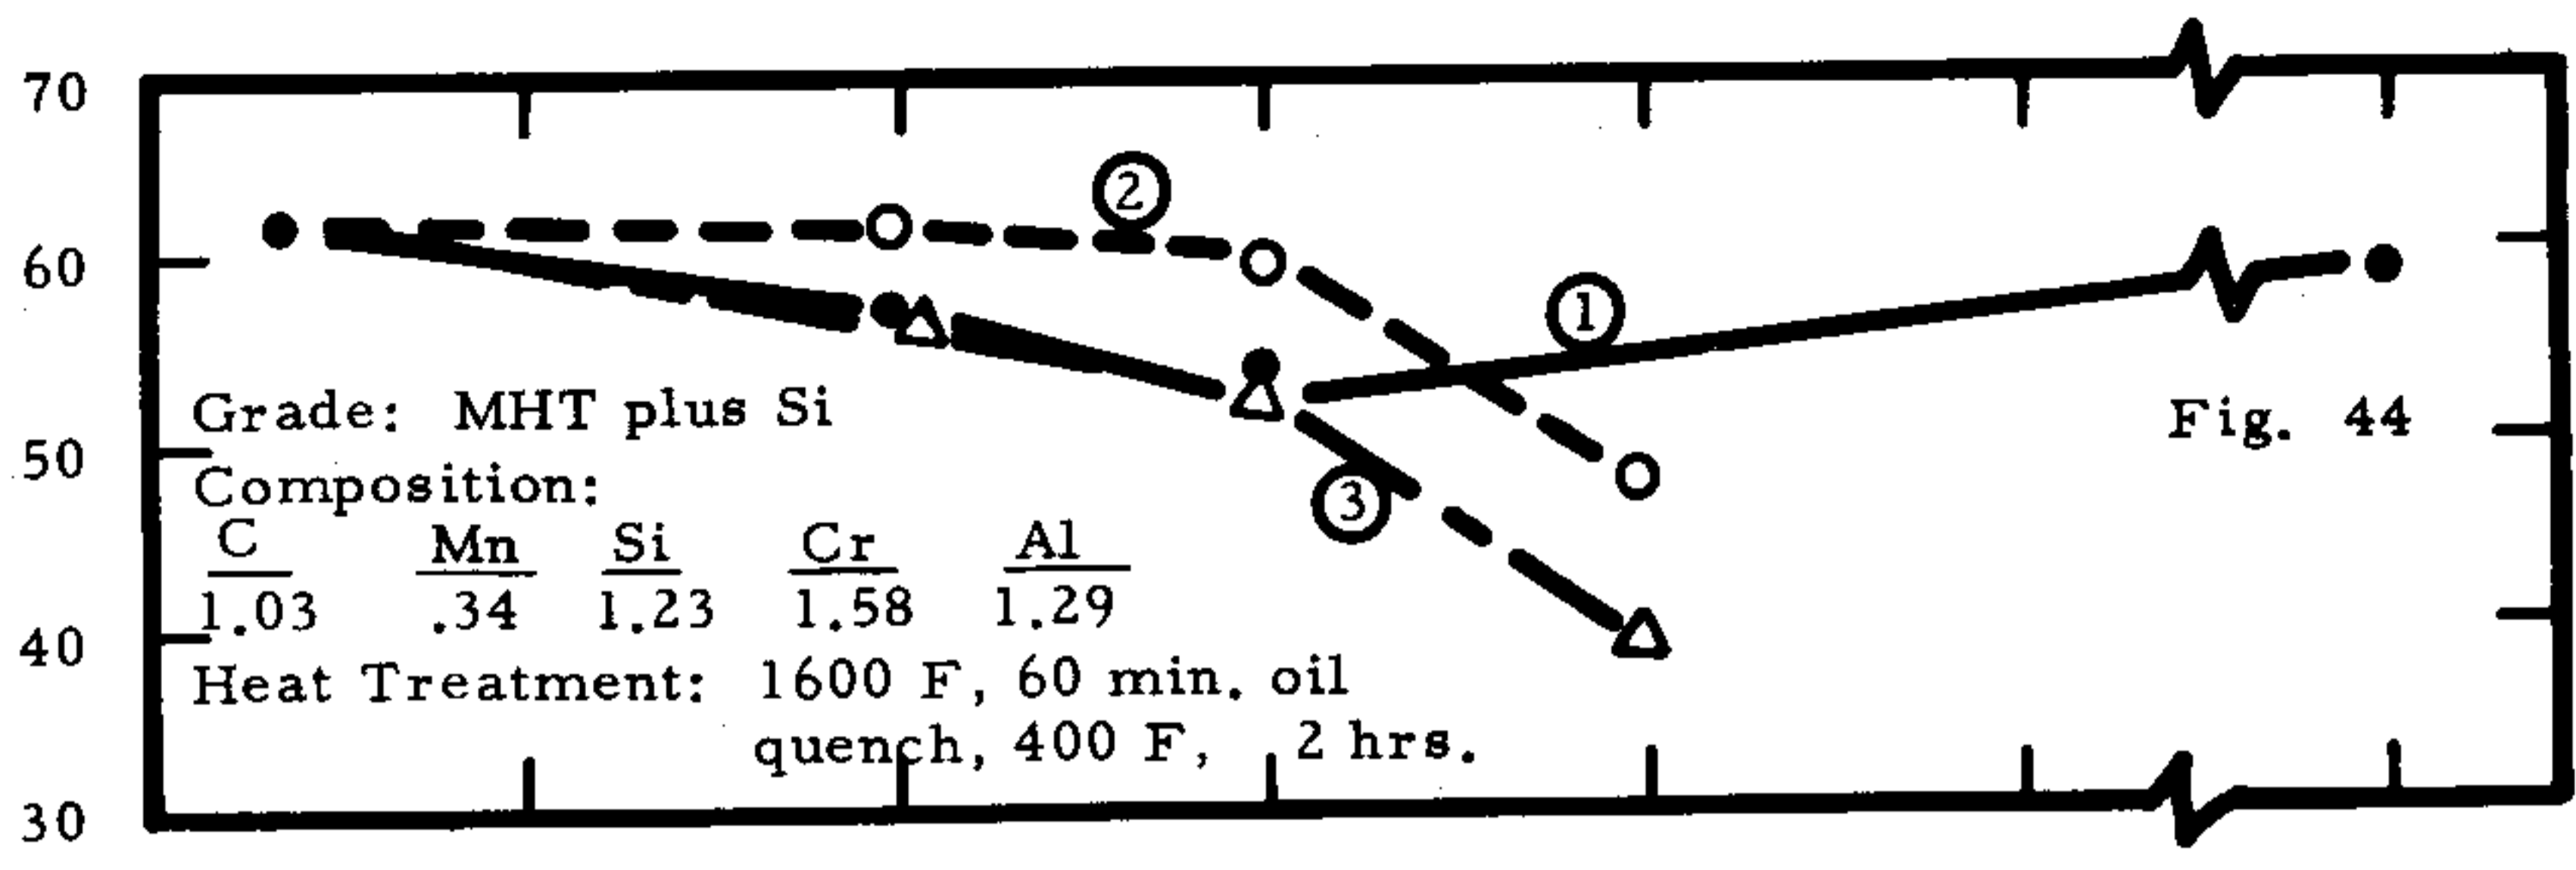 70
60
50
40
30
2
1
3
Fig. 44
Grade: MHT plus Si
Composition:
C Mn Si Cr Al
1.03 .34 1.23 1.58 1.29
Heat Treatment: 1600 F, 60 min. oil
quench, 400 F, 2 hrs.